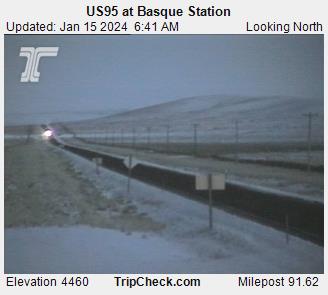 US95 at Basque Station
Updated: Jan 15 2024 6:41 AM Looking North
Elevation 4460 TripCheck.com Milepost 91.62